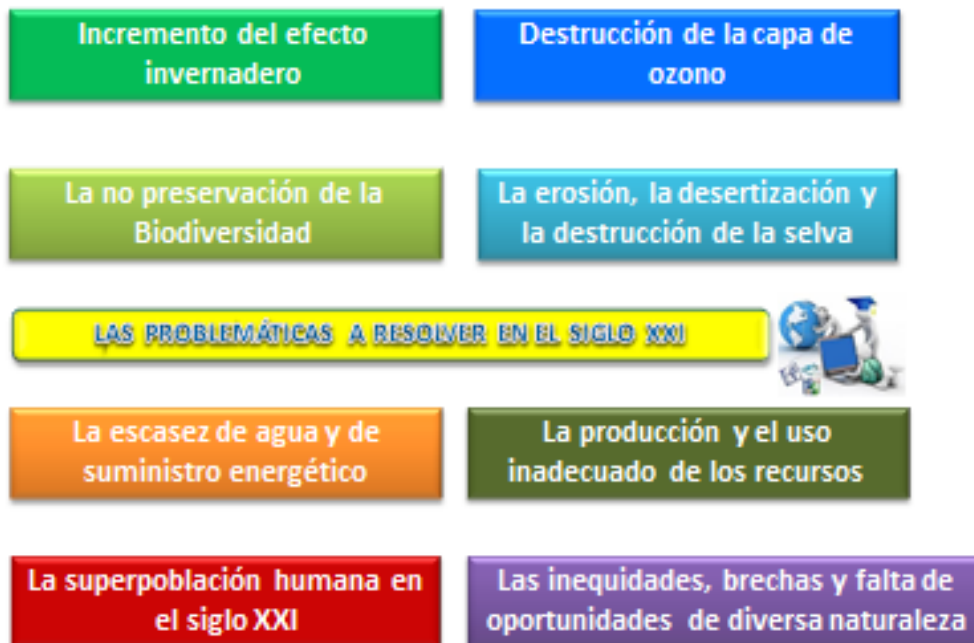 Incremento del efecto
invernadero
Destrucción de la capa de
ozono
La no preservación de la
Biodiversidad
La erosión, la desertización y
la destrucción de la selva
LAS PROBLEMÁTICAS A RESOLVER EN EL SIGLO XXI
La escasez de agua y de
suministro energético
La producción y el uso
inadecuado de los recursos
La superpoblación humana en
el siglo XXI
Las inequidades, brechas y falta de
oportunidades de diversa naturaleza